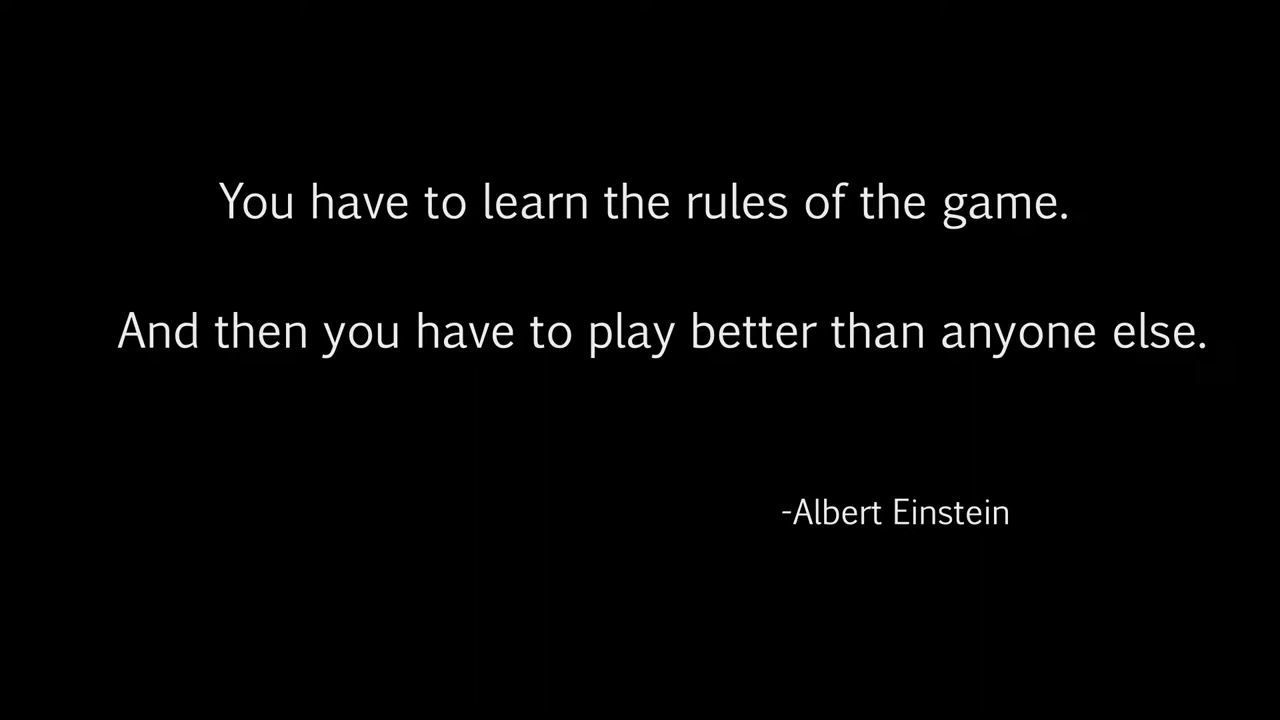 You have to learn the rules of the game.
And then you have to play better than anyone else.
-Albert Einstein